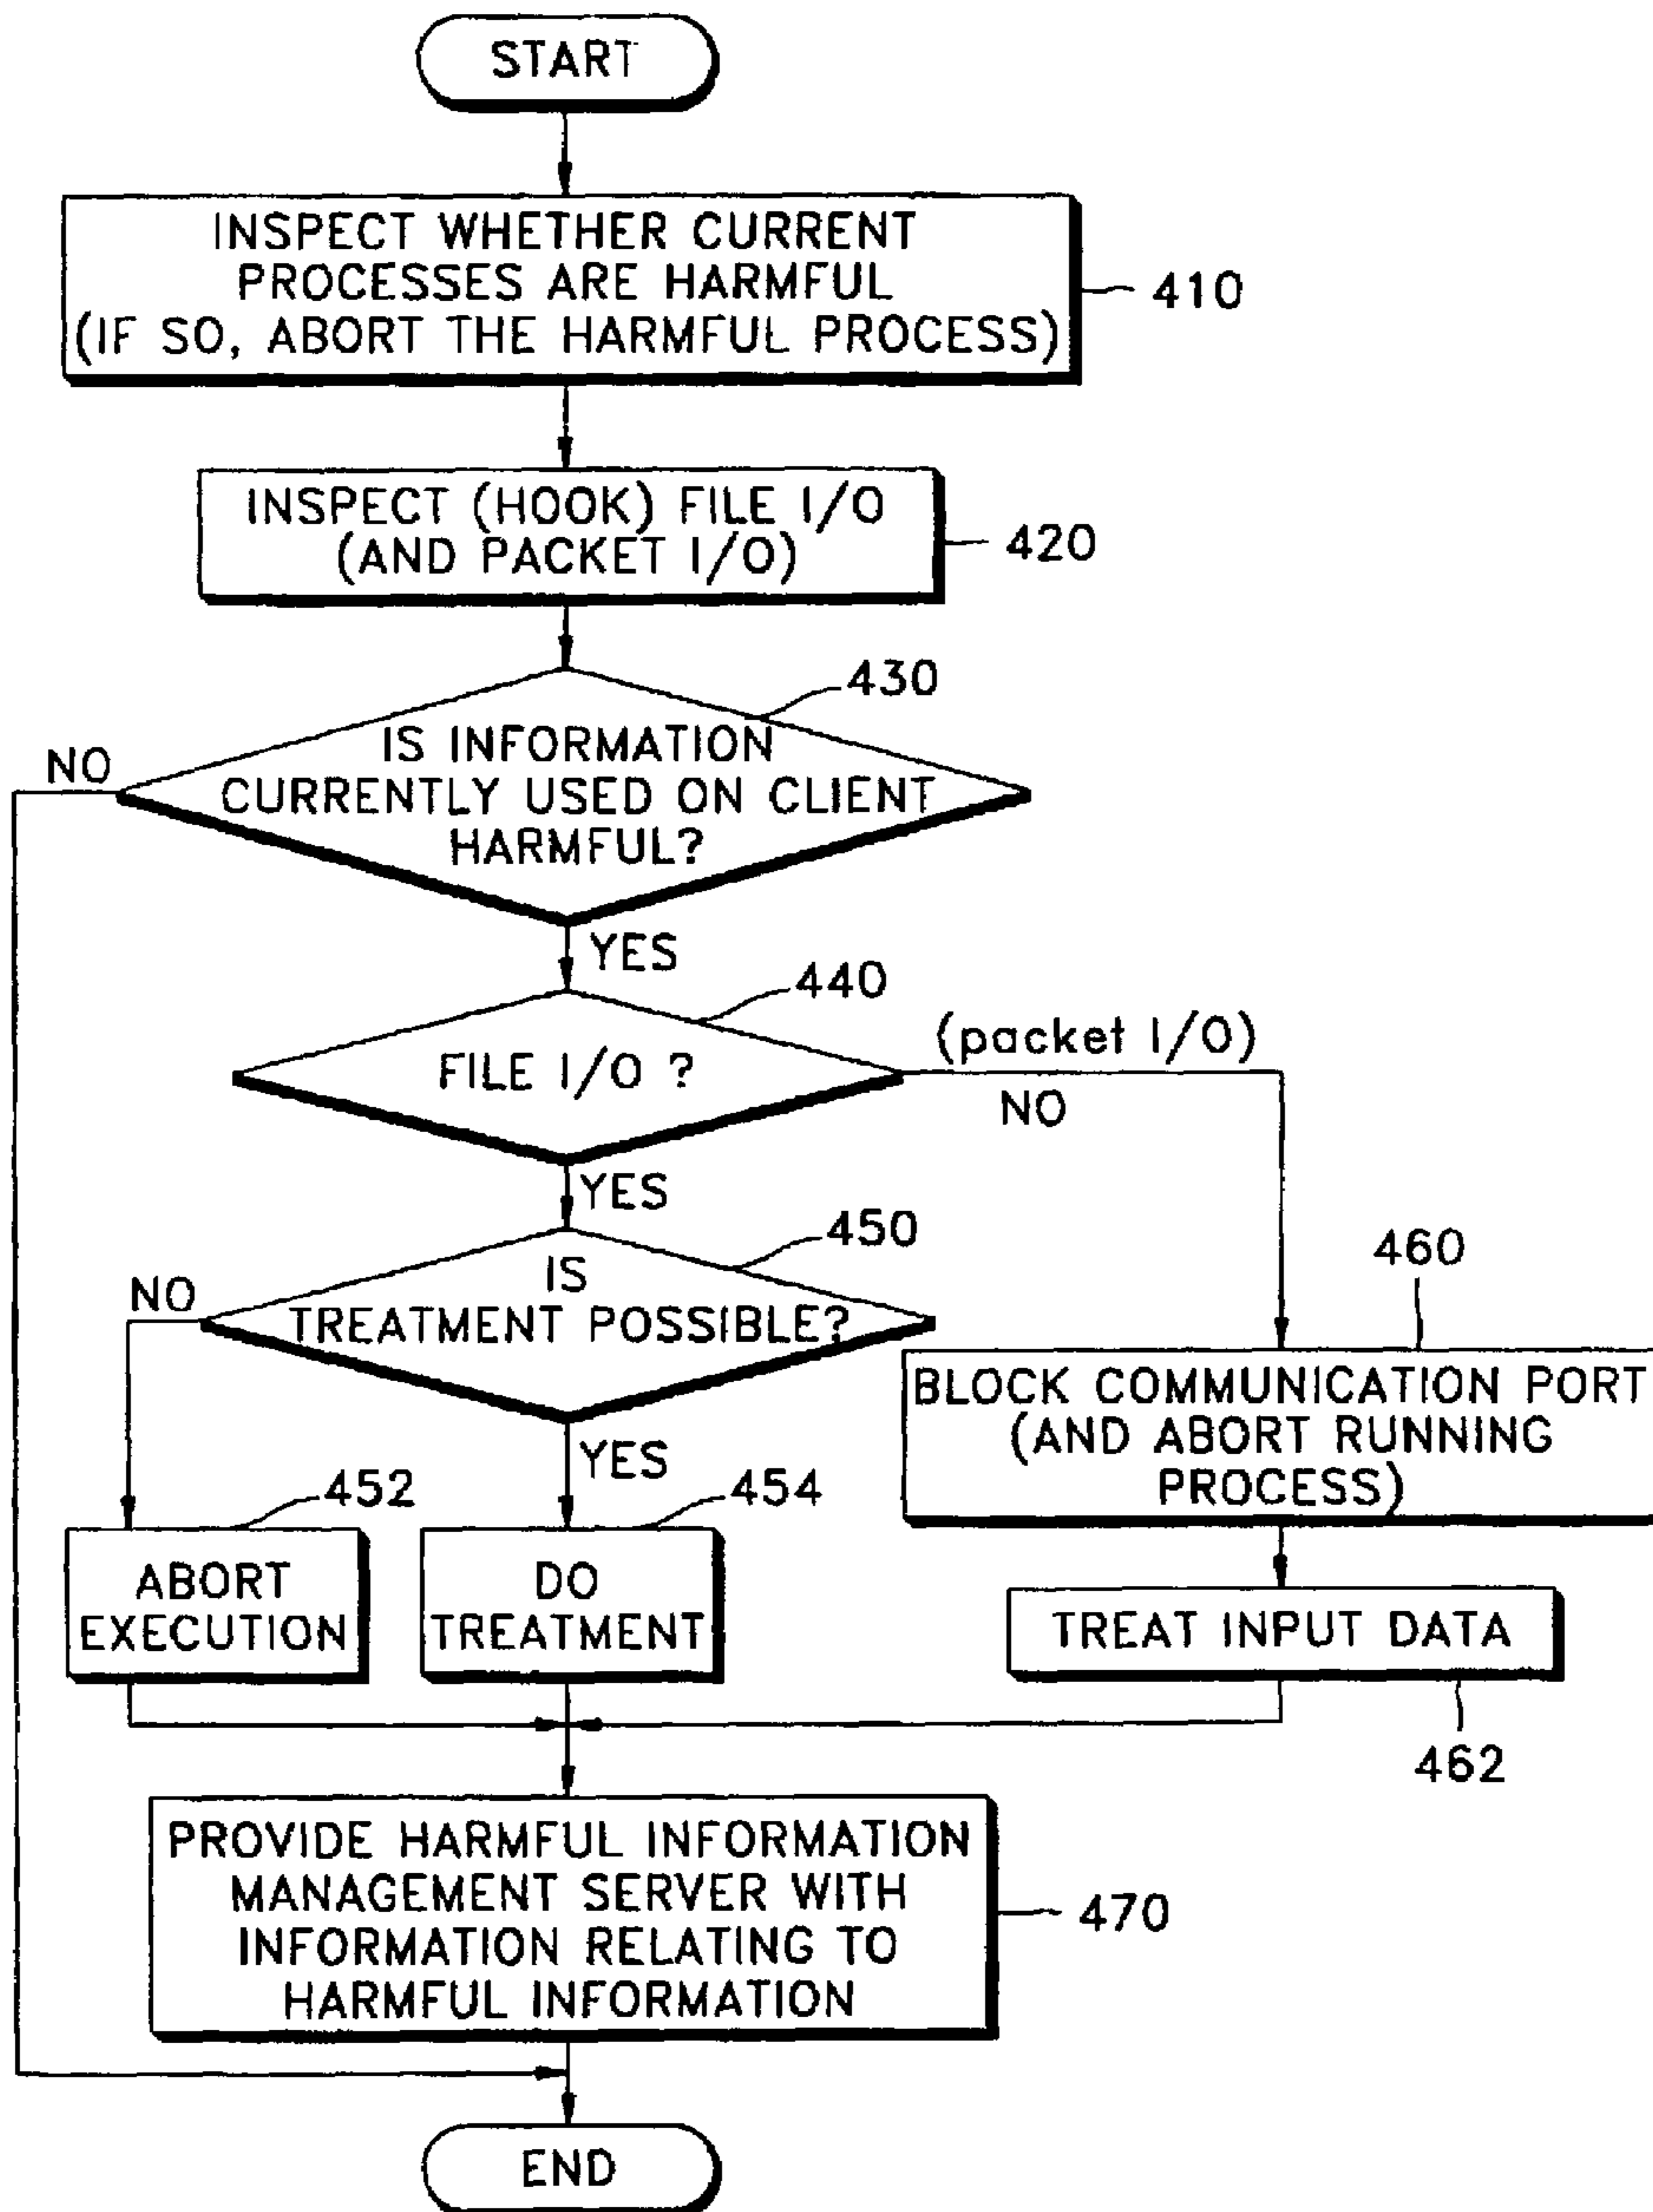 START
INSPECT WHETHER CURRENT
PROCESSES ARE HARMFUL
(IF SO, ABORT THE HARMFUL PROCESS)
410
INSPECT (HOOK) FILE I/O
(AND PACKET I/O)
420
430
IS INFORMATION
CURRENTLY USED ON CLIENT
HARMFUL?
NO
YES
440
FILE I/O ?
(packet I/O)
NO
YES
450
IS
TREATMENT POSSIBLE?
NO
YES
460
BLOCK COMMUNICATION PORT
(AND ABORT RUNNING
PROCESS)
452
ABORT
EXECUTION
454
DO
TREATMENT
TREAT INPUT DATA
462
PROVIDE HARMFUL INFORMATION
MANAGEMENT SERVER WITH
INFORMATION RELATING TO
HARMFUL INFORMATION
470
END